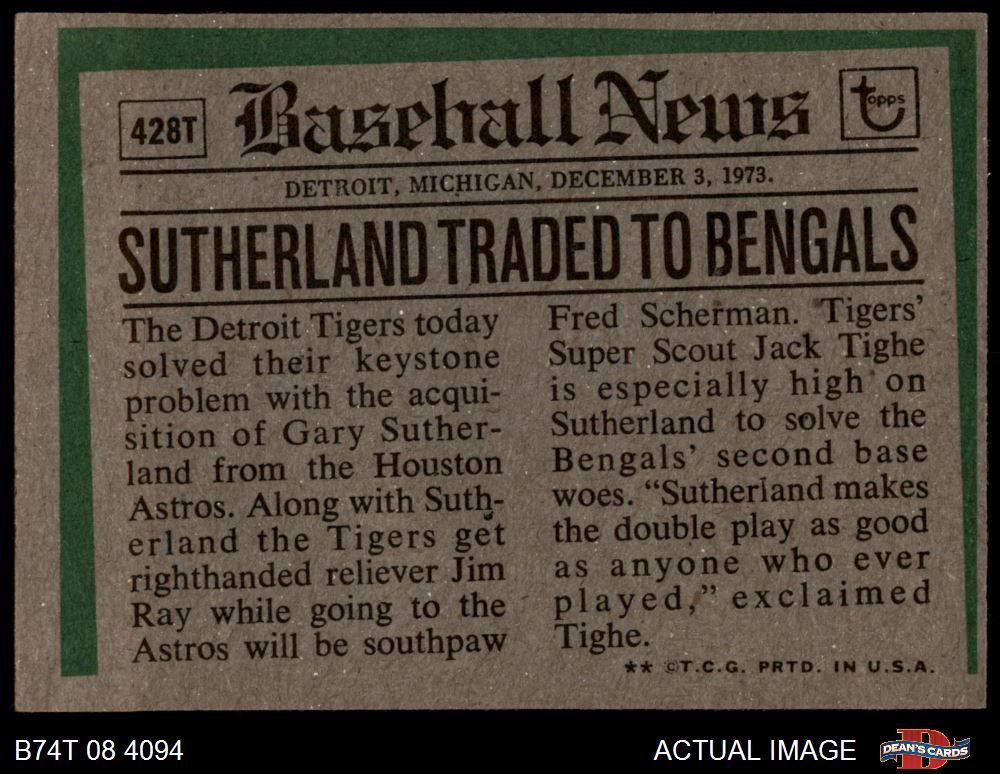 428T
Baseball News
topps
DETROIT, MICHIGAN, DECEMBER 3, 1973.
SUTHERLAND TRADED TO BENGALS
The Detroit Tigers today
solved their keystone
problem with the acqui-
sition of Gary Suther-
land from the Houston
Astros. Along with Suth-
erland the Tigers get
righthanded reliever Jim
Ray while going to the
Astros will be southpaw
Fred Scherman. Tigers'
Super Scout Jack Tighe
is especially high on
Sutherland to solve the
Bengals' second base
woes. "Sutherland makes
the double play as good
as anyone who ever
played," exclaimed
Tighe.
** ©T.C.G. PRTD. IN U.S.A.
B74T 08 4094
ACTUAL IMAGE
DEAN'S CARDS